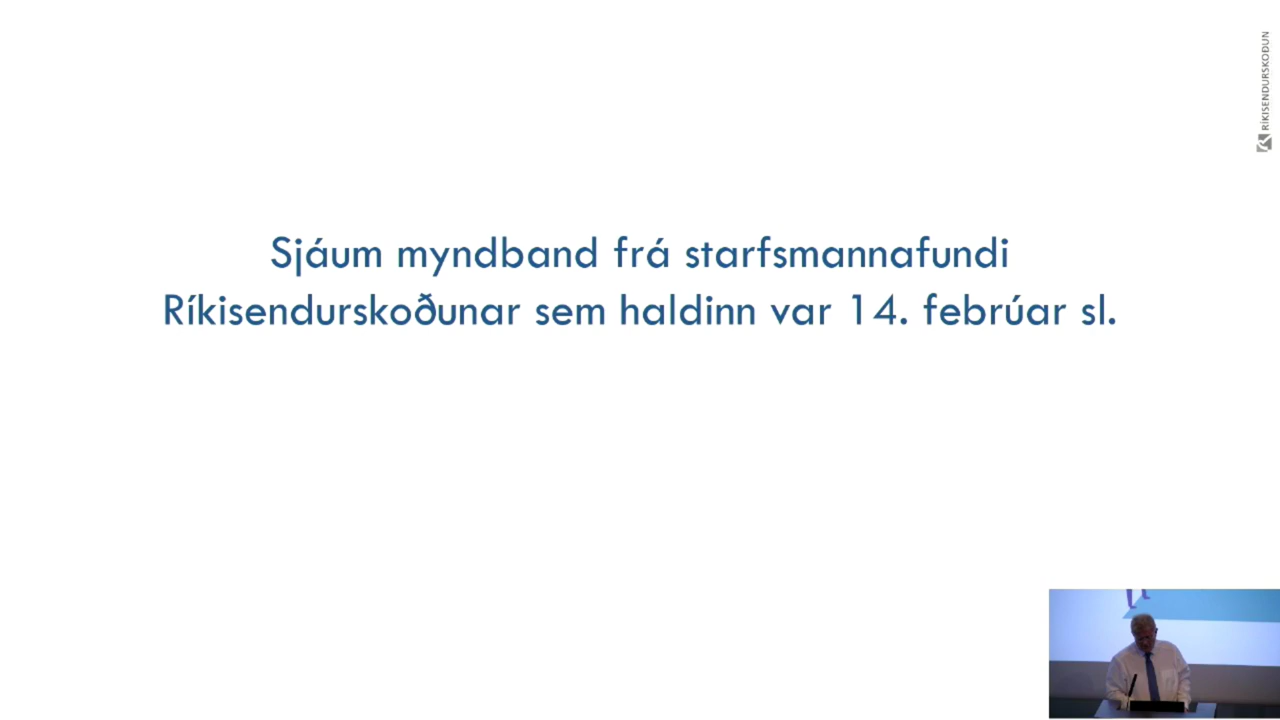 RÍKISENDURSKOÐUN
Sjáum myndband frá starfsmannafundi
Ríkisendurskoðunar sem haldinn var 14. febrúar sl.